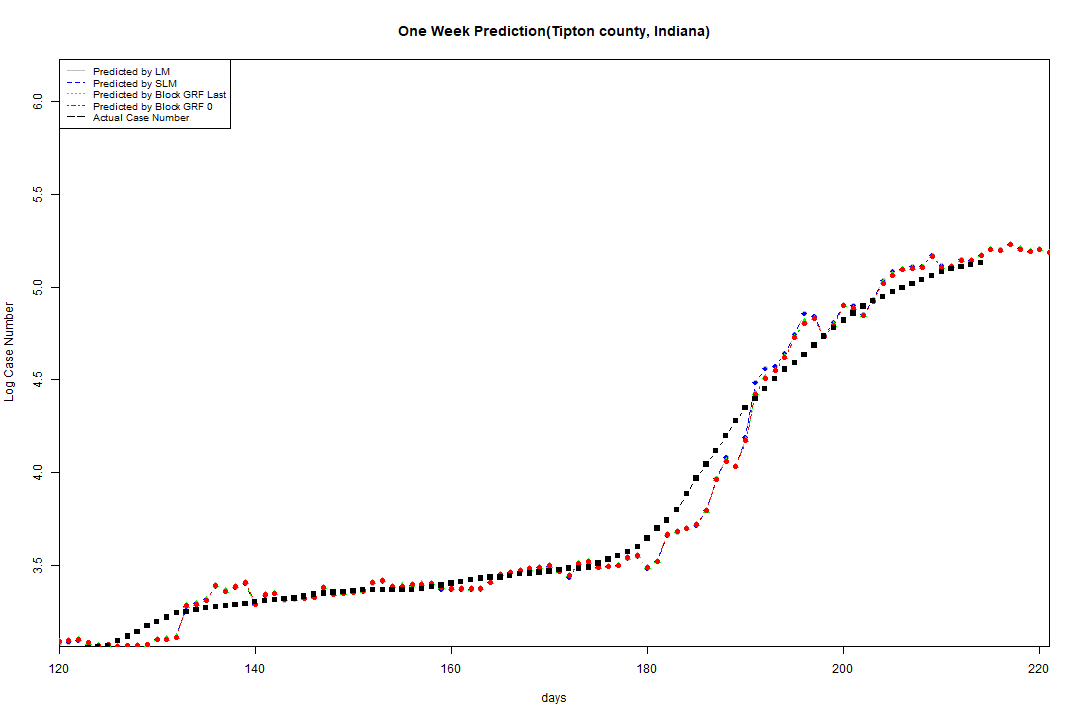 One Week Prediction(Tipton county, Indiana)
Predicted by LM
Predicted by SLM
Predicted by Block GRF Last
Predicted by Block GRF 0
Actual Case Number
6.0
5.5
5.0
4.5
4.0
3.5
Log Case Number
120 140 160 180 200 220
days